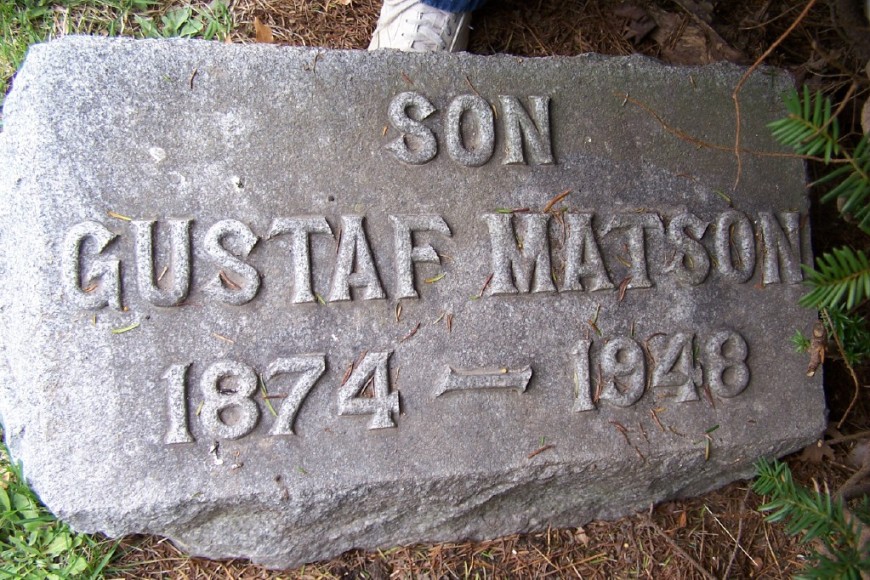 SON
GUSTAF MATSON
1874 — 1948